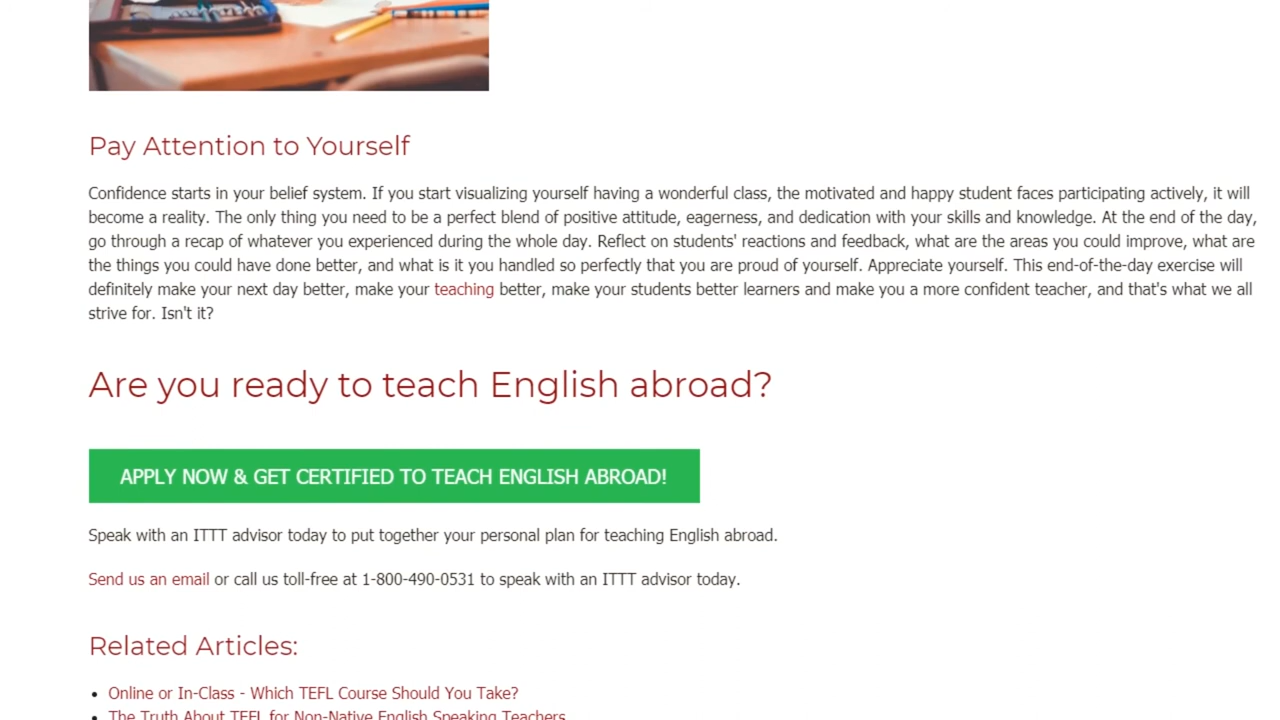 Pay Attention to Yourself
Confidence starts in your belief system. If you start visualizing yourself having a wonderful class, the motivated and happy student faces participating actively, it will
become a reality. The only thing you need to be a perfect blend of positive attitude, eagerness, and dedication with your skills and knowledge. At the end of the day,
go through a recap of whatever you experienced during the whole day. Reflect on students' reactions and feedback, what are the areas you could improve, what are
the things you could have done better, and what is it you handled so perfectly that you are proud of yourself. Appreciate yourself. This end-of-the-day exercise will
definitely make your next day better, make your teaching better, make your students better learners and make you a more confident teacher, and that's what we all
strive for. Isn't it?
Are you ready to teach English abroad?
APPLY NOW & GET CERTIFIED TO TEACH ENGLISH ABROAD!
Speak with an ITTT advisor today to put together your personal plan for teaching English abroad.
Send us an email or call us toll-free at 1-800-490-0531 to speak with an ITTT advisor today.
Related Articles:
• Online or In-Class - Which TEFL Course Should You Take?
• The Truth About TEFL for Non-Native English Speaking Teachers